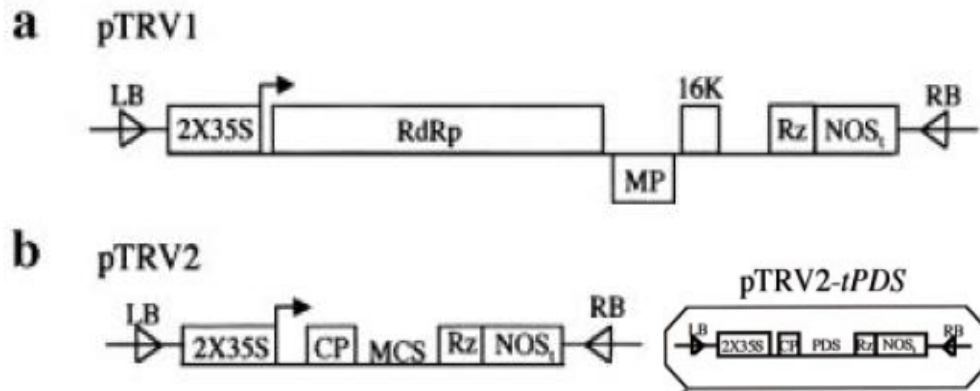 a pTRV1
LB 2X35S RdRp MP 16K Rz NOSt RB
b pTRV2
LB 2X35S CP MCS Rz NOSt RB
pTRV2-tPDS
LB 2X35S CP PDS Rz NOSt RB